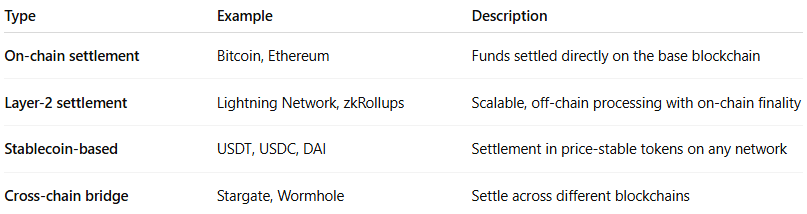 Type Example Description
On-chain settlement Bitcoin, Ethereum Funds settled directly on the base blockchain
Layer-2 settlement Lightning Network, zkRollups Scalable, off-chain processing with on-chain finality
Stablecoin-based USDT, USDC, DAI Settlement in price-stable tokens on any network
Cross-chain bridge Stargate, Wormhole Settle across different blockchains